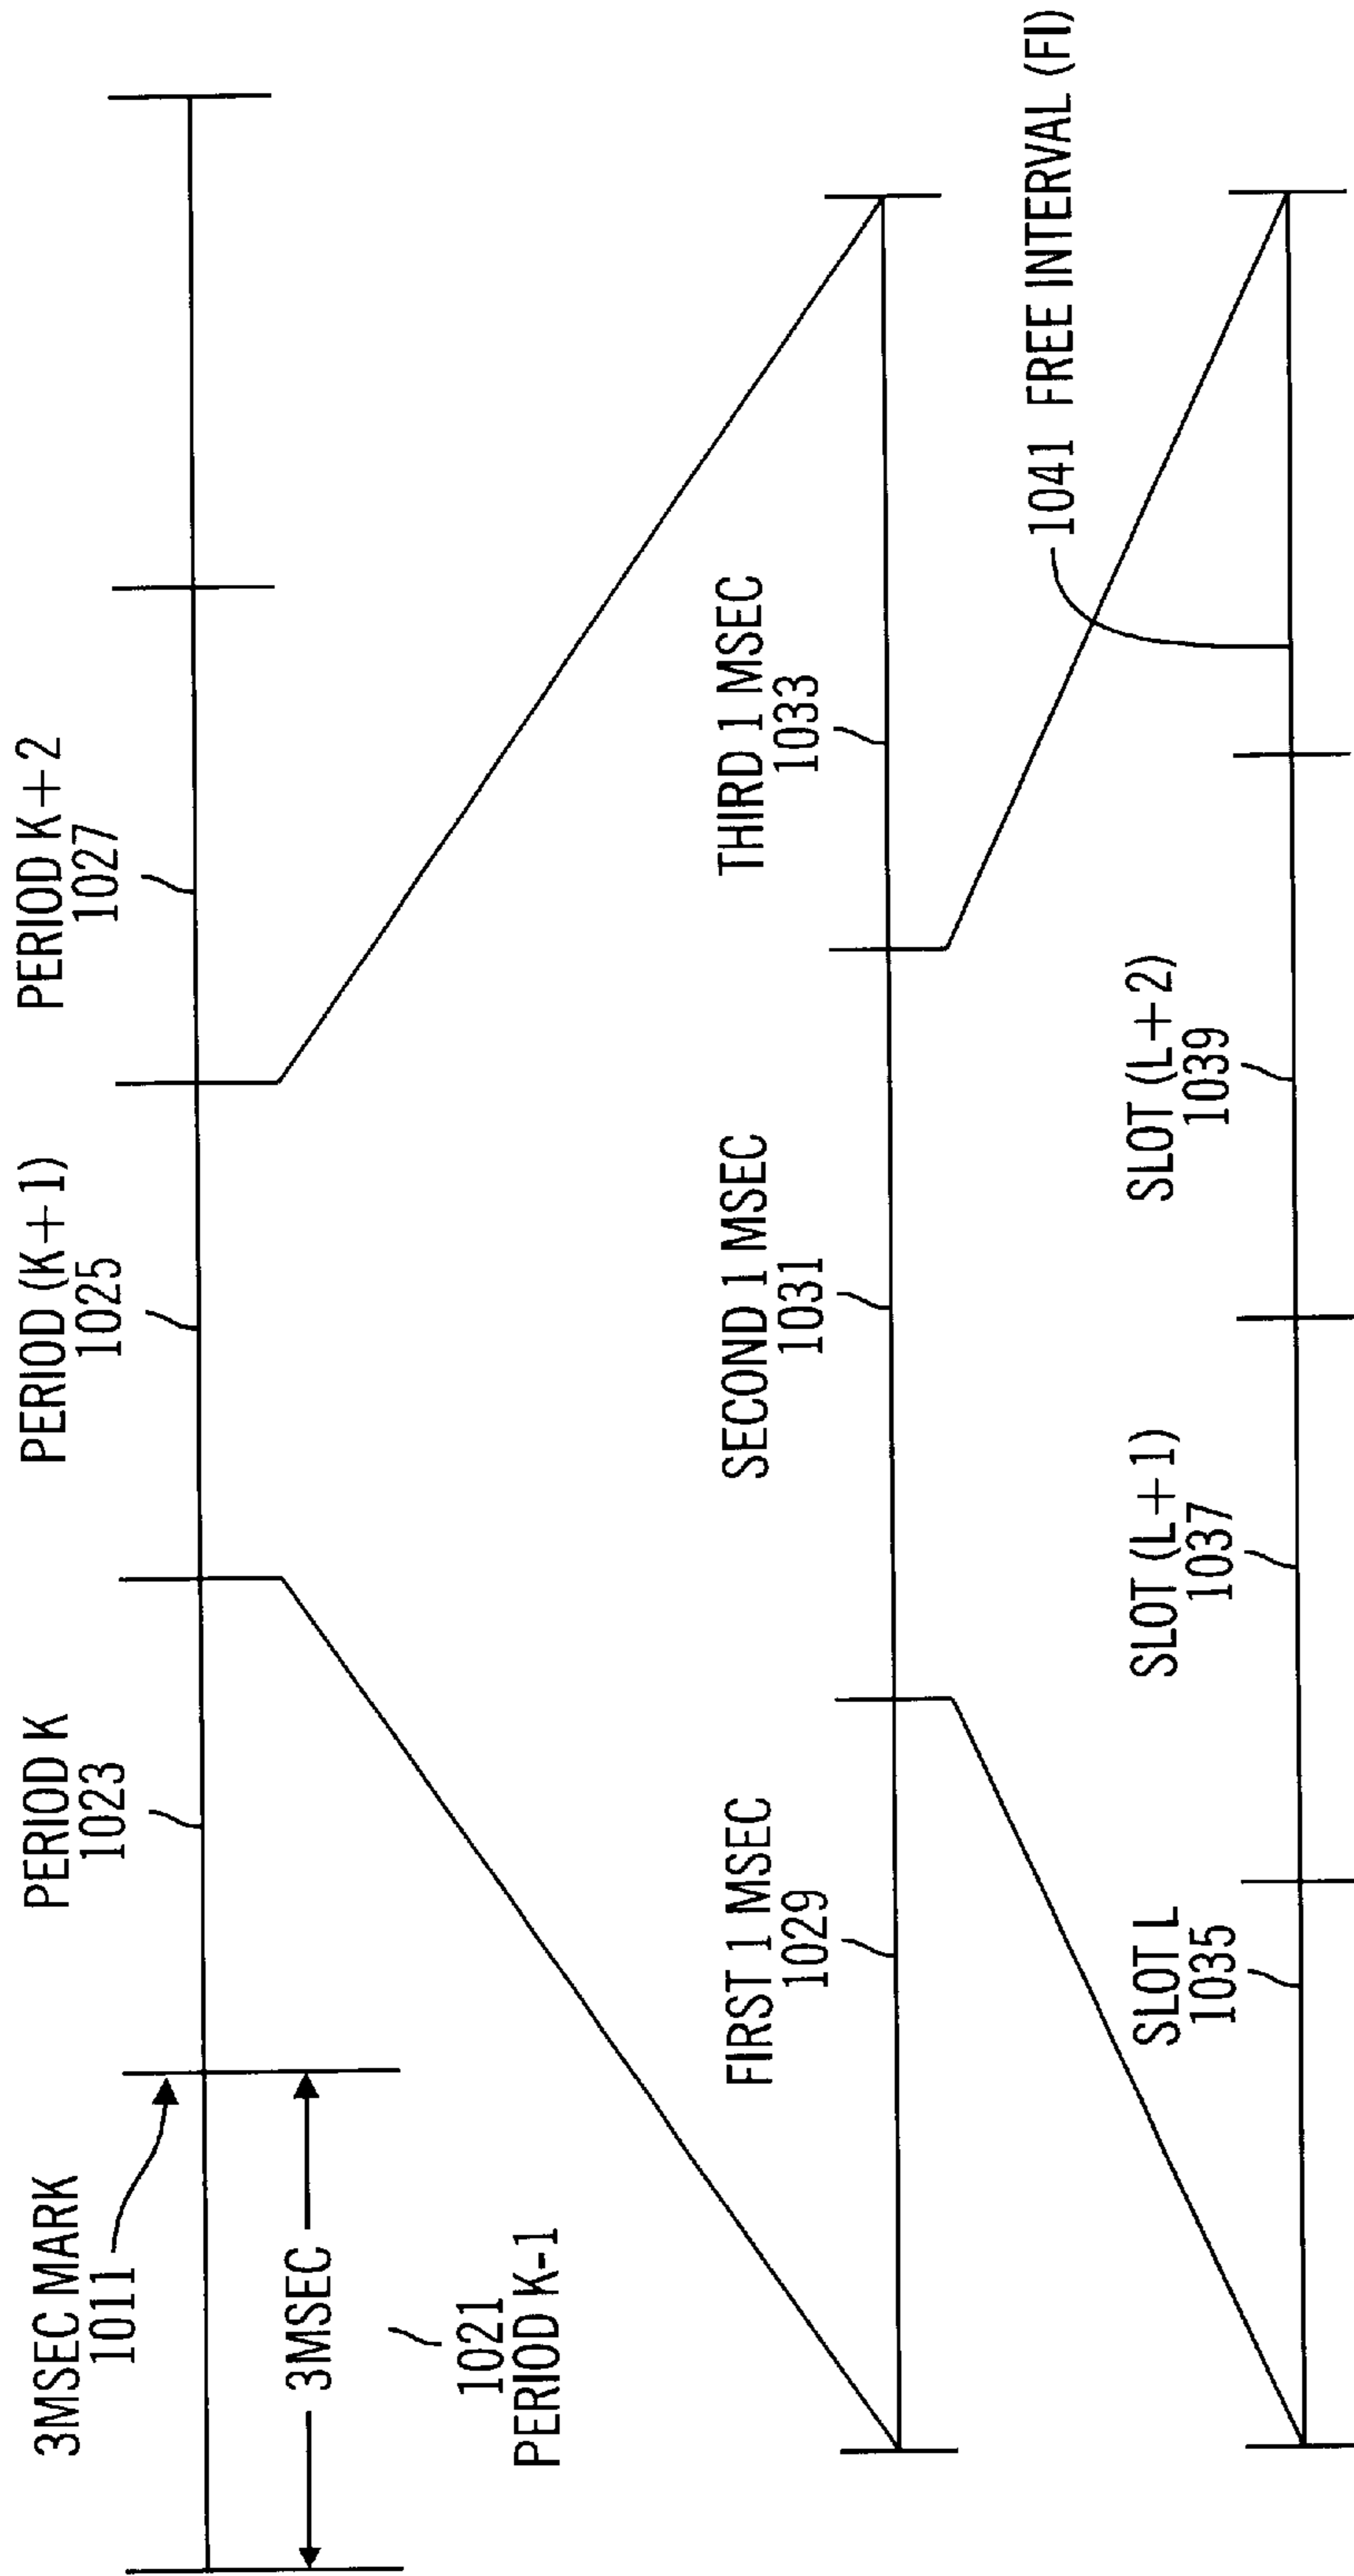 3MSEC MARK
1011
PERIOD K
1023
PERIOD (K+1)
1025
PERIOD K+2
1027
3MSEC
1021
PERIOD K-1
FIRST 1 MSEC
1029
SECOND 1 MSEC
1031
THIRD 1 MSEC
1033
1041 FREE INTERVAL (FI)
SLOT L
1035
SLOT (L+1)
1037
SLOT (L+2)
1039